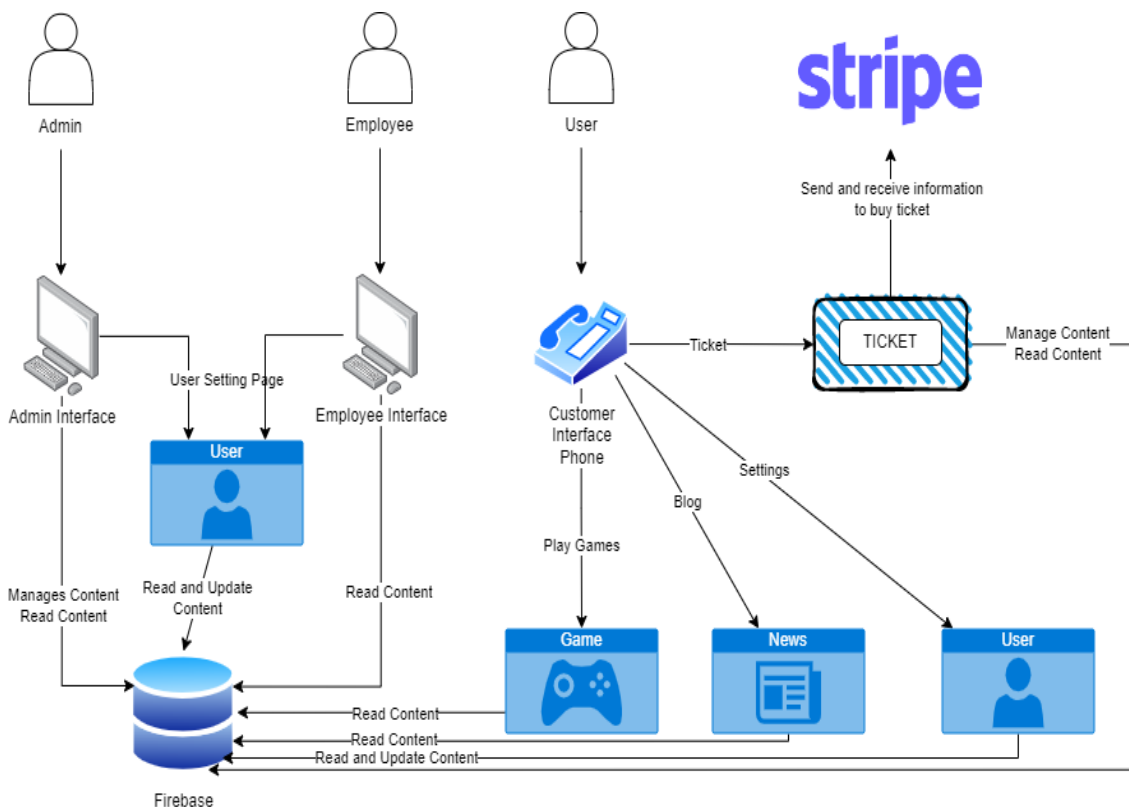 stripe
Admin
Employee
User
Send and receive information
to buy ticket
TICKET
Manage Content
Read Content
Ticket
User Setting Page
Admin Interface
Employee Interface
Customer
Interface
Phone
User
Settings
Blog
Play Games
Manages Content
Read Content
Read and Update
Content
Read Content
Game
News
User
Read Content
Read Content
Read and Update Content
Firebase